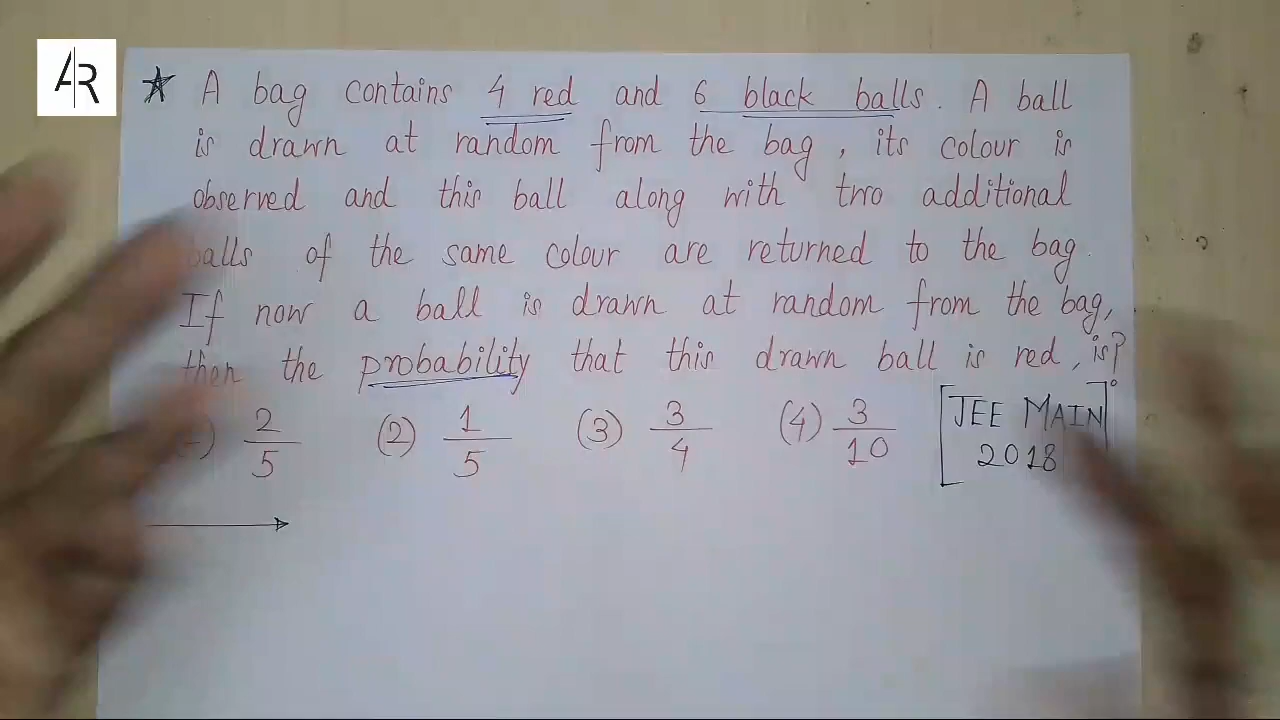 AR
★ A bag contains 4 red and 6 black balls. A ball
is drawn at random from the bag, its colour is
observed and this ball along with two additional
balls of the same colour are returned to the bag.
If now a ball is drawn at random from the bag,
then the probability that this drawn ball is red, is?
2/5 (2) 1/5 (3) 3/4 (4) 3/10 [JEE MAIN
2018]